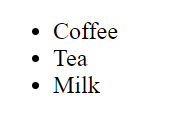 • Coffee
• Tea
• Milk